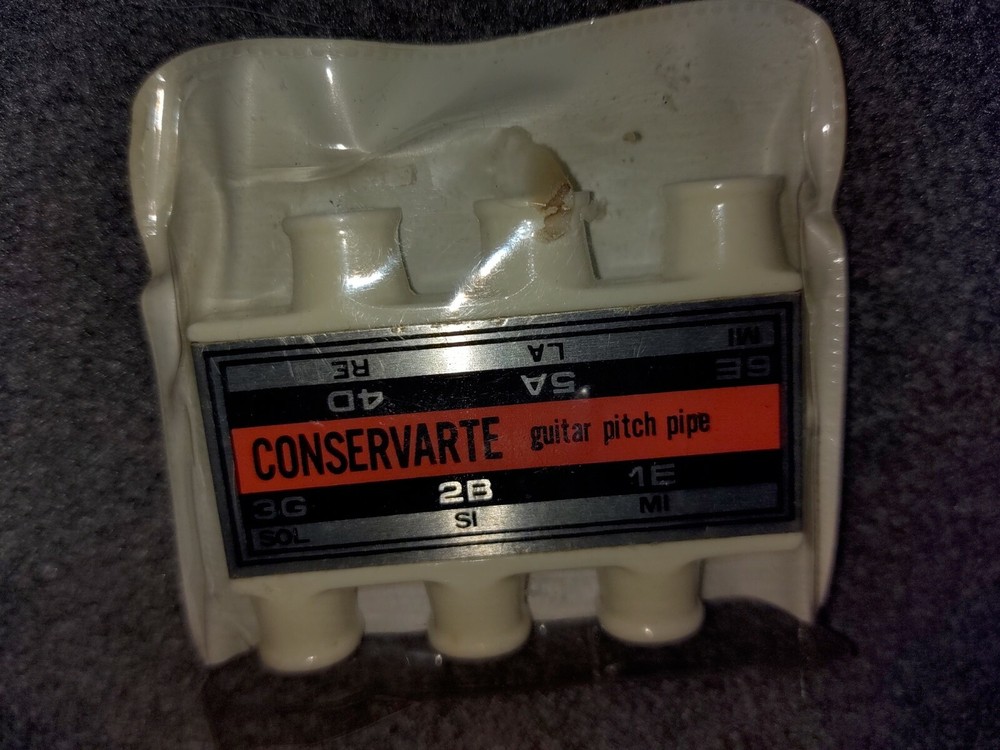 RE LA MI
4D 5A 6E
CONSERVARTE guitar pitch pipe
3G 2B 1E
SOL SI MI